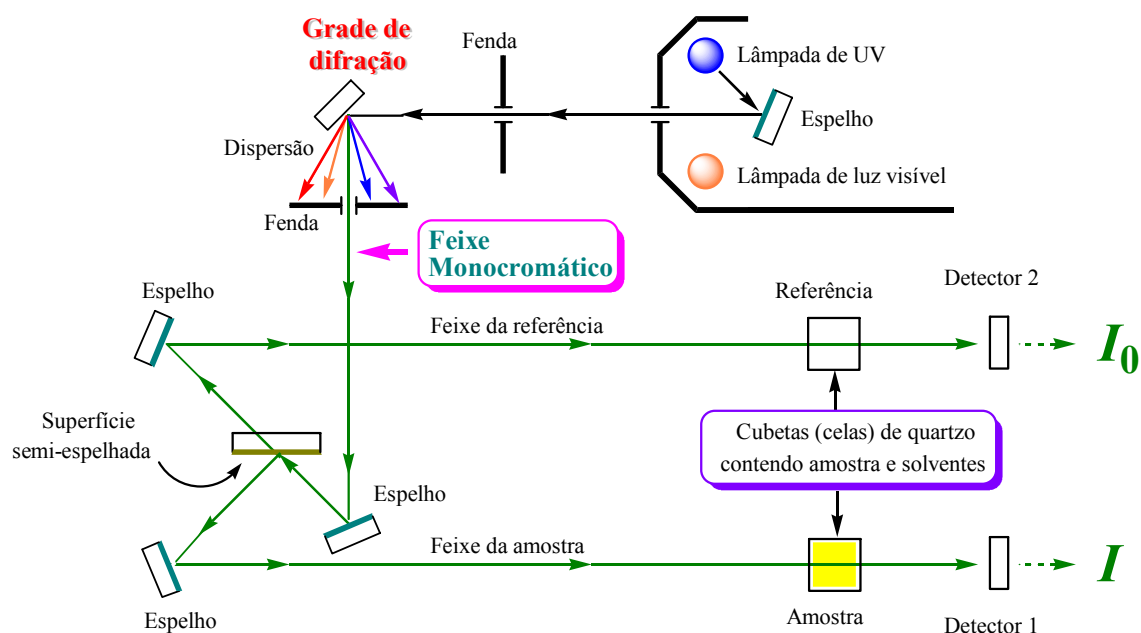 Grade de
difração
Fenda
Lâmpada de UV
Espelho
Dispersão
Lâmpada de luz visível
Fenda
Feixe
Monocromático
Espelho
Feixe da referência
Referência
Detector 2
I0
Superfície
semi-espelhada
Cubetas (celas) de quartzo
contendo amostra e solventes
Espelho
Feixe da amostra
I
Espelho
Amostra
Detector 1